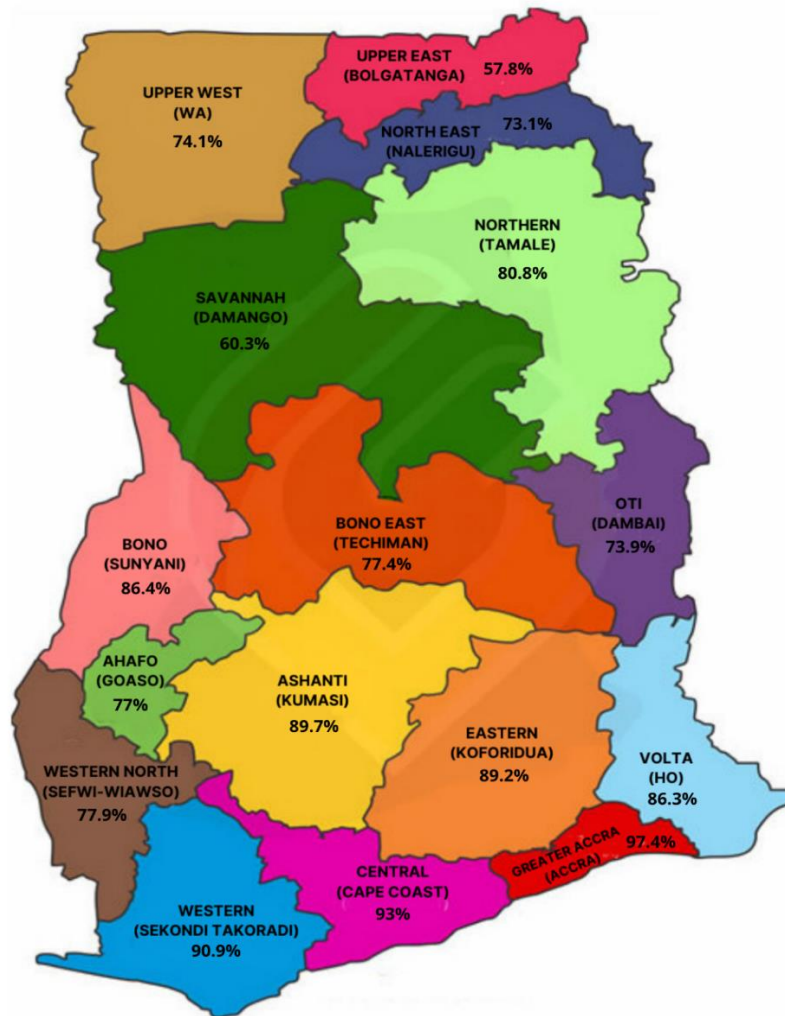 UPPER EAST
(BOLGATANGA) 57.8%
UPPER WEST
(WA)
74.1%
NORTH EAST 73.1%
(NALERIGU)
NORTHERN
(TAMALE)
80.8%
SAVANNAH
(DAMANGO)
60.3%
OTI
(DAMBAI)
73.9%
BONO EAST
(TECHIMAN)
77.4%
BONO
(SUNYANI)
86.4%
AHAFO
(GOASO)
77%
ASHANTI
(KUMASI)
89.7%
EASTERN
(KOFORIDUA)
89.2%
VOLTA
(HO)
86.3%
WESTERN NORTH
(SEFWI-WIAWSO)
77.9%
GREATER ACCRA 97.4%
(ACCRA)
CENTRAL
(CAPE COAST)
93%
WESTERN
(SEKONDI TAKORADI)
90.9%